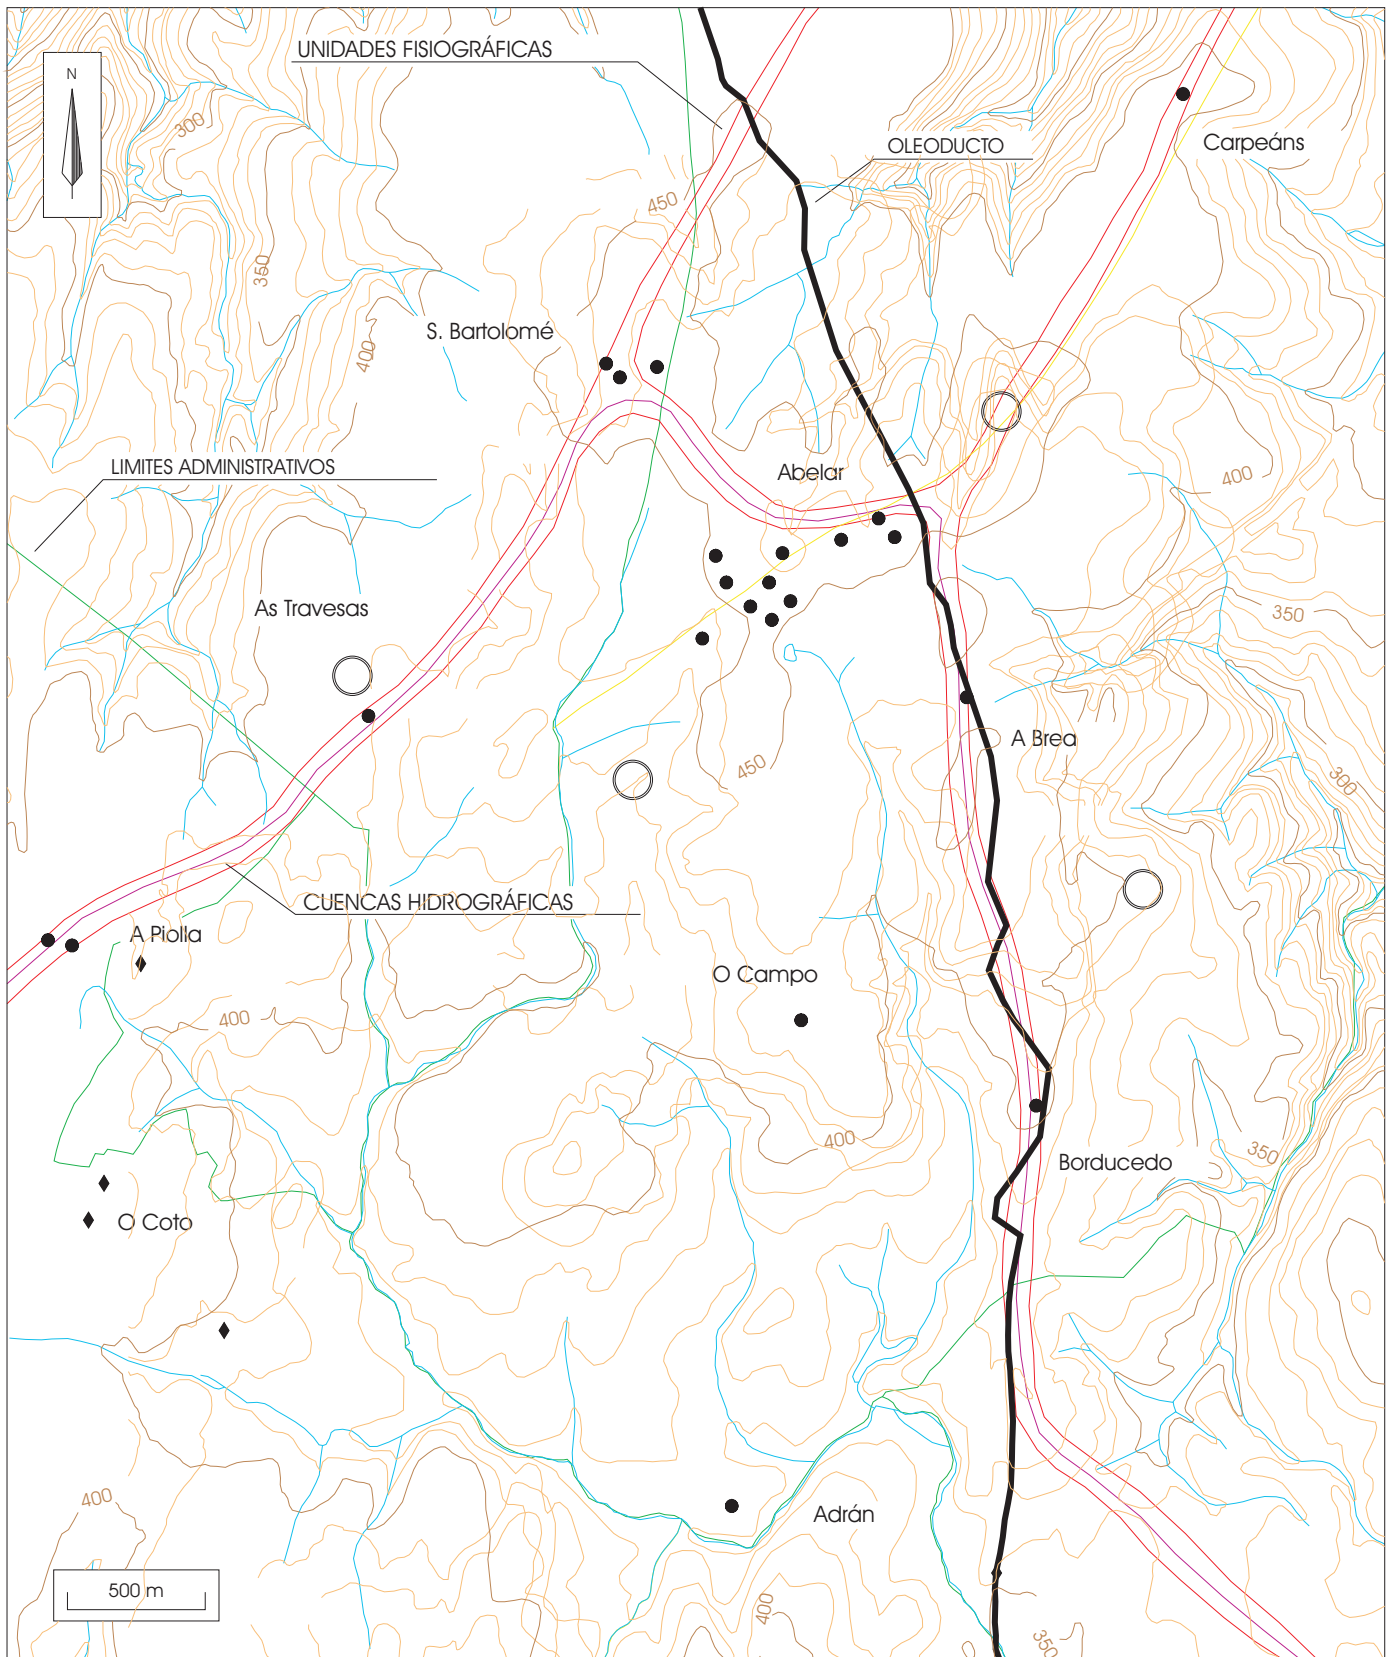 UNIDADES FISIOGRÁFICAS
N
300
OLEODUCTO
Carpeáns
450
350
S. Bartolomé
400
LIMITES ADMINISTRATIVOS
Abelar
400
As Travesas
350
A Brea
450
300
CUENCAS HIDROGRÁFICAS
A Piolla
O Campo
400
400
350
Borducedo
O Coto
400
Adrán
500 m
400
350